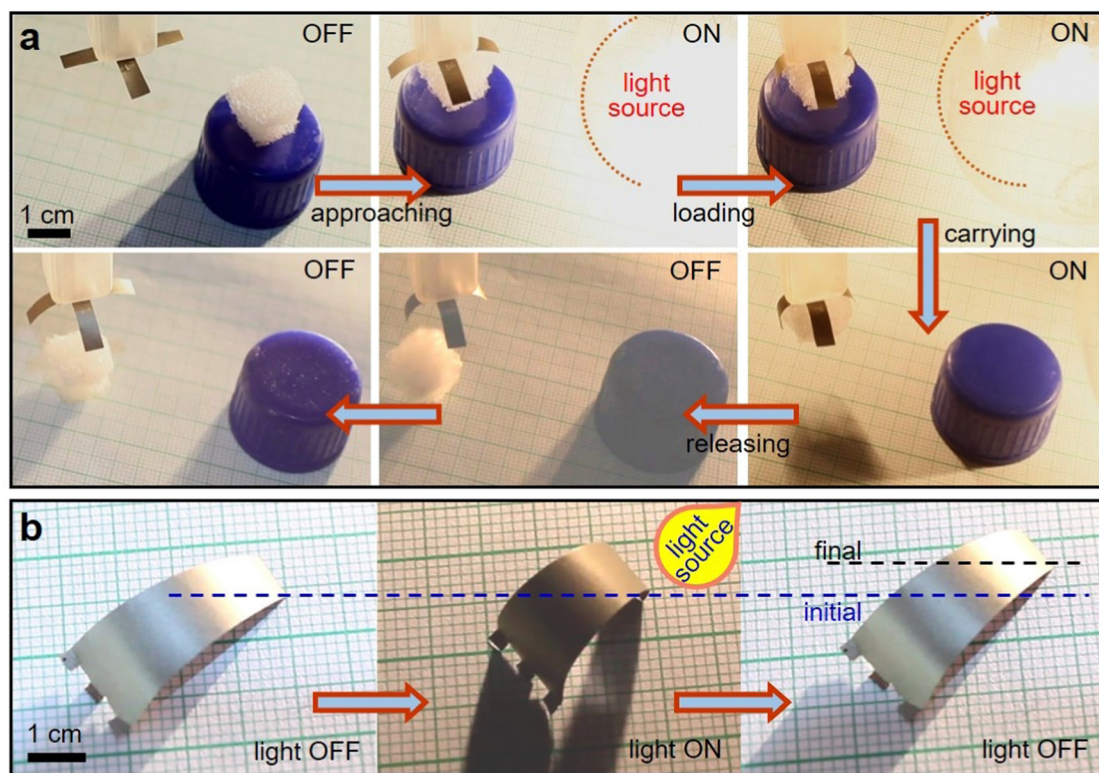 a
OFF
ON
ON
light
source
light
source
1 cm
approaching
loading
carrying
OFF
OFF
ON
releasing
b
light
source
final
initial
1 cm
light OFF
light ON
light OFF